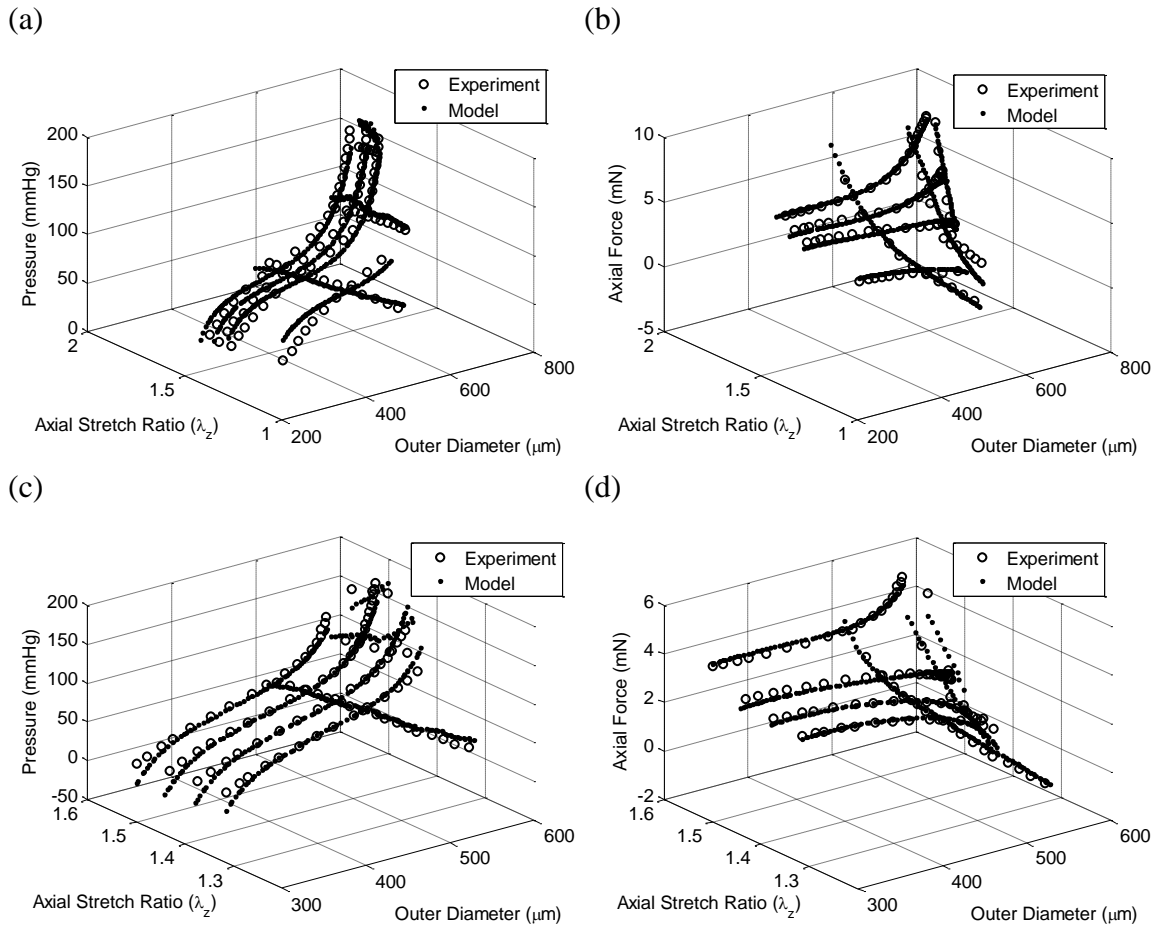 (a)
Experiment
Model
Pressure (mmHg)
200
150
100
50
0
2
1.5
1
Axial Stretch Ratio (λz)
200
400
600
800
Outer Diameter (μm)
(b)
Experiment
Model
Axial Force (mN)
10
5
0
-5
2
1.5
1
Axial Stretch Ratio (λz)
200
400
600
800
Outer Diameter (μm)
(c)
Experiment
Model
Pressure (mmHg)
200
150
100
50
0
-50
1.6
1.5
1.4
1.3
Axial Stretch Ratio (λz)
300
400
500
600
Outer Diameter (μm)
(d)
Experiment
Model
Axial Force (mN)
6
4
2
0
-2
1.6
1.5
1.4
1.3
Axial Stretch Ratio (λz)
300
400
500
600
Outer Diameter (μm)